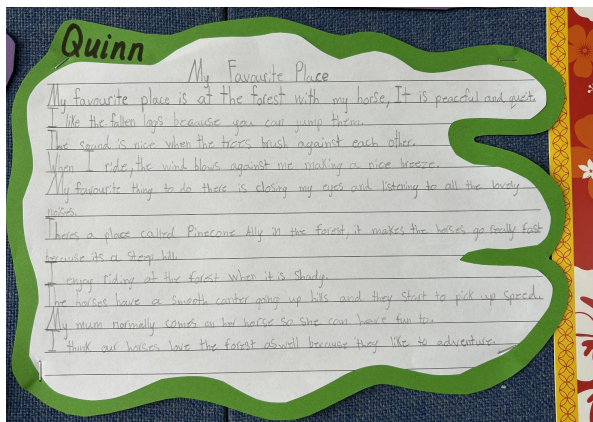 Quinn
My Favourite Place
My favourite place is at the forest with my horse, It is peaceful and quiet.
I like the fallen logs because you can jump them.
The sound is nice when the trees brush against each other.
When I ride, the wind blows against me making a nice breeze.
My favourite thing to do there is closing my eyes and listening to all the lovely
noises.
Theres a place called Pinecone Ally in the forest, it makes the horses go really fast
because its a steep hill.
I enjoy riding at the forest when it is shady.
The horses have a smooth canter going up hills and they start to pick up speed.
My mum normally comes on her horse so she can have fun to.
I think our horses love the forest aswell because they like to adventure.